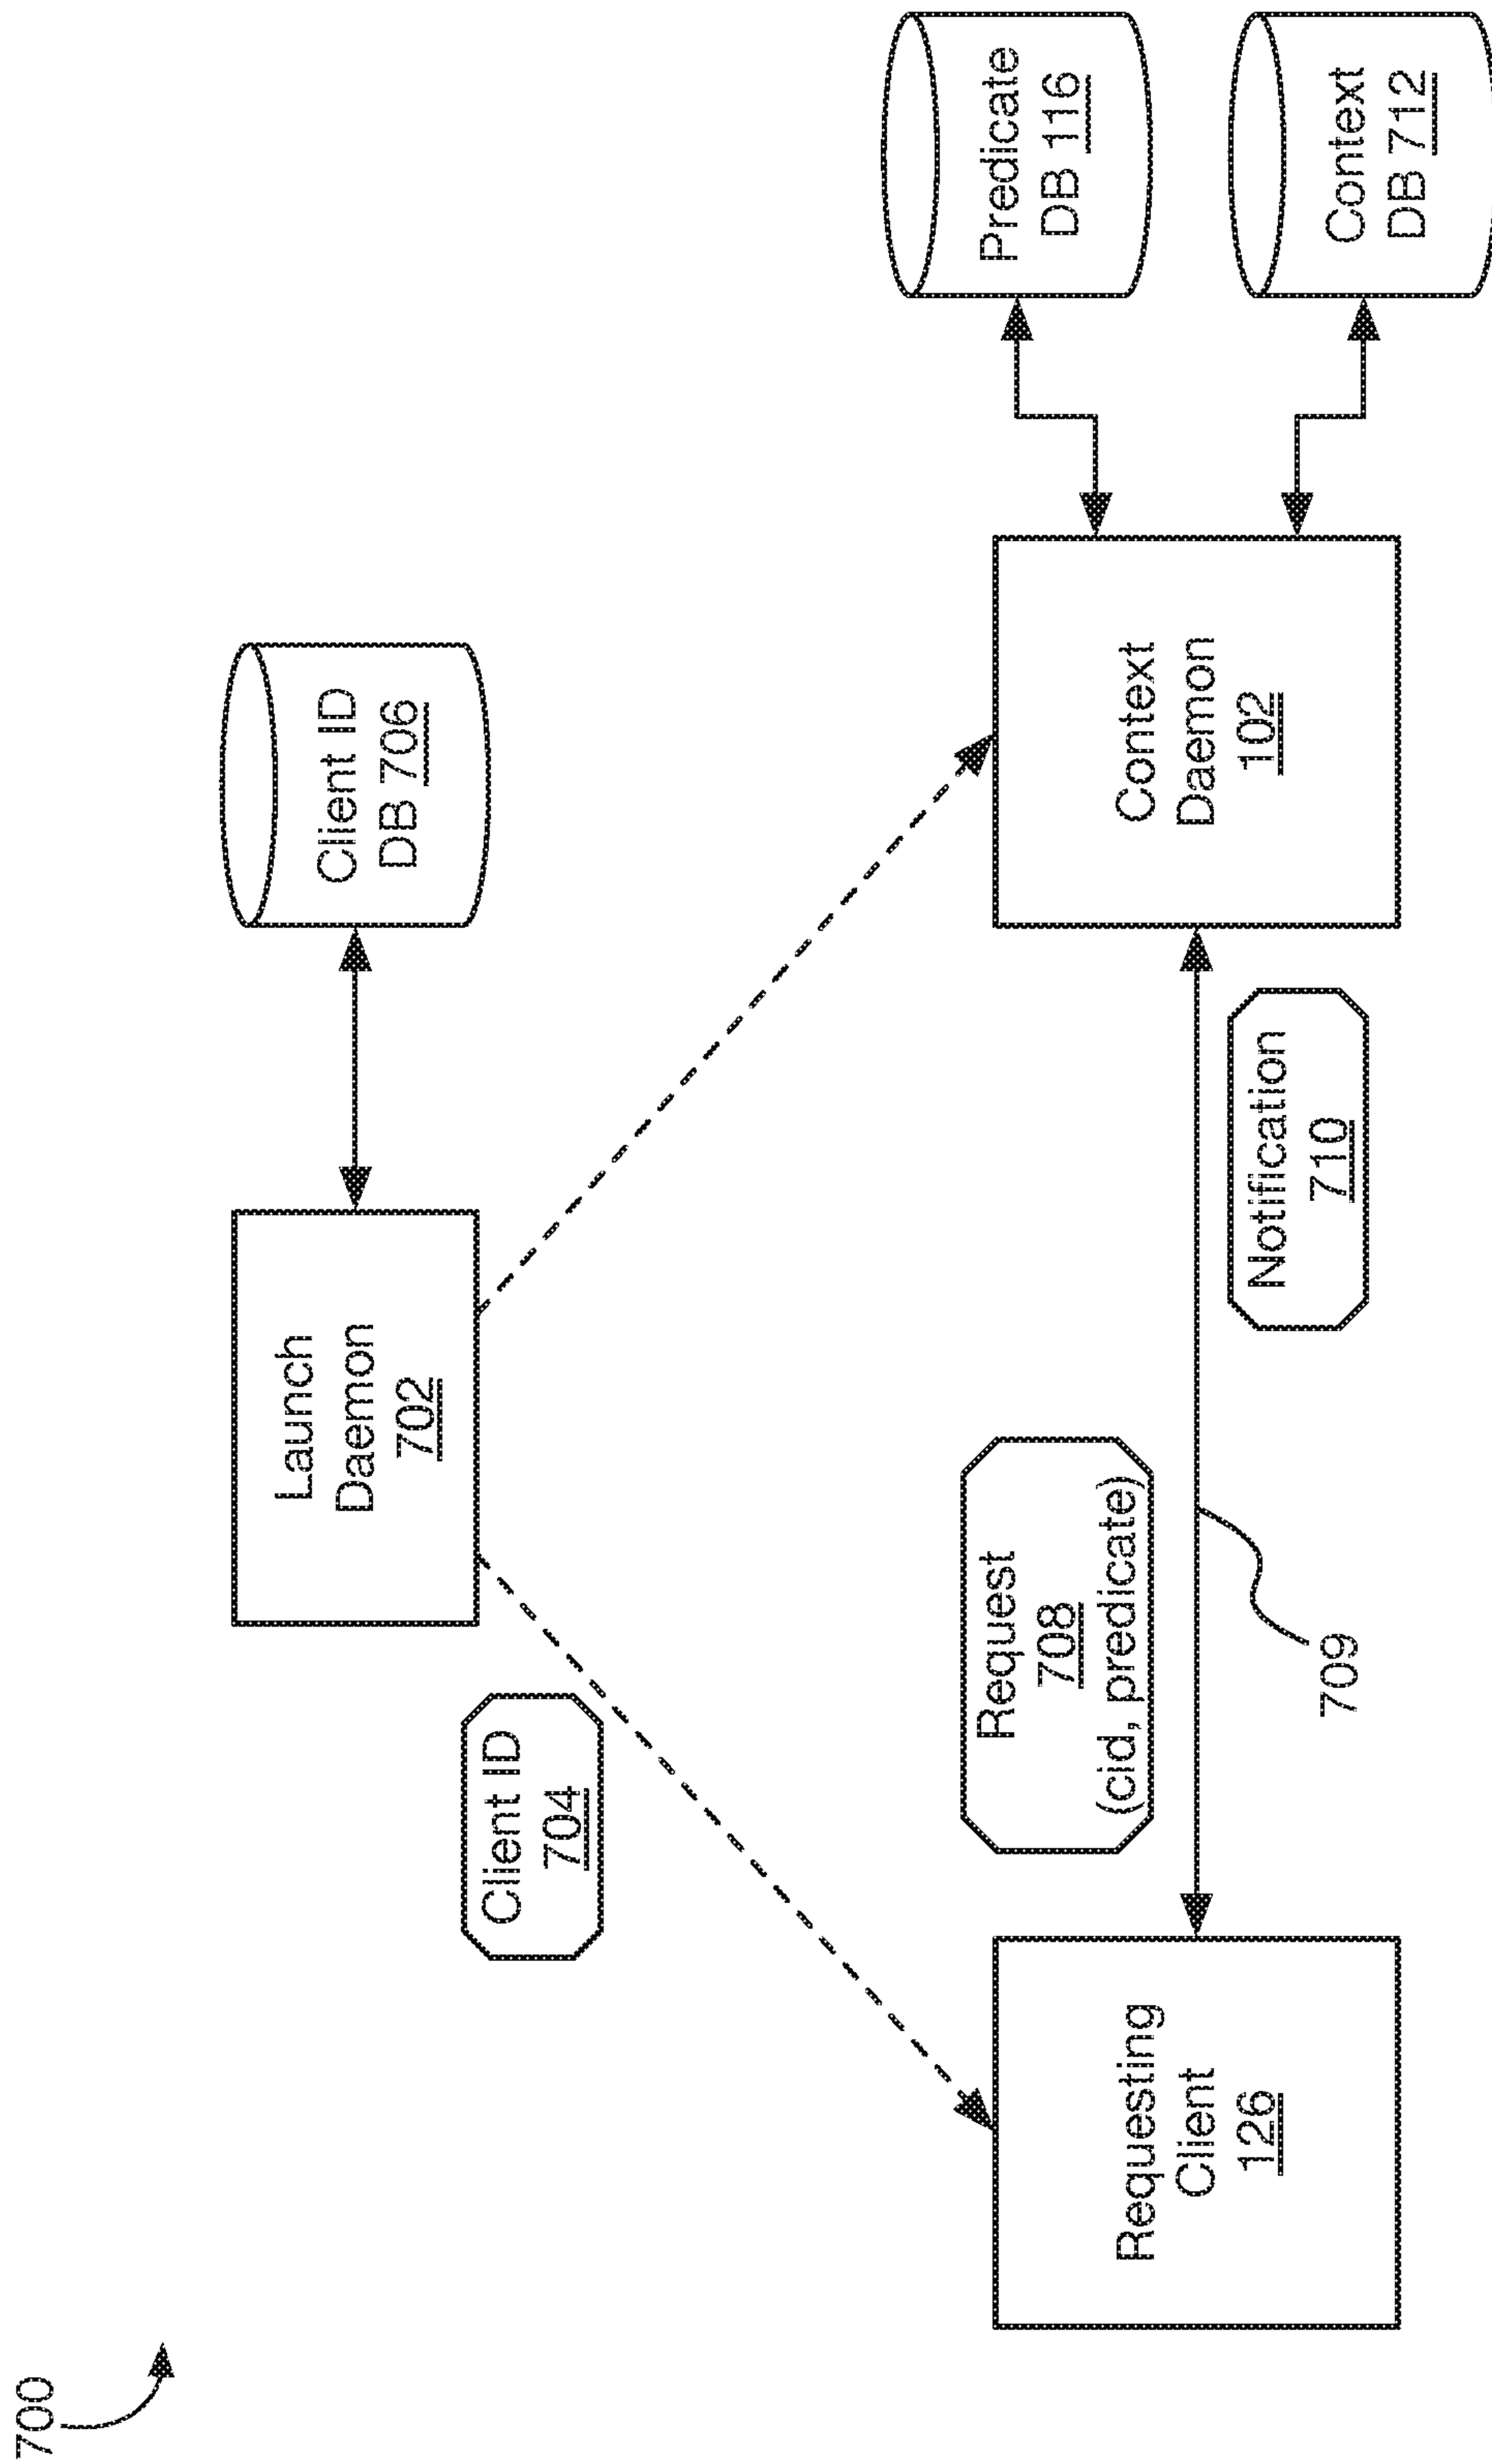 700
Launch
Daemon
702
Client ID
DB 706
Client ID
704
Request
708
(cid, predicate)
709
Notification
710
Requesting
Client
126
Context
Daemon
102
Predicate
DB 116
Context
DB 712